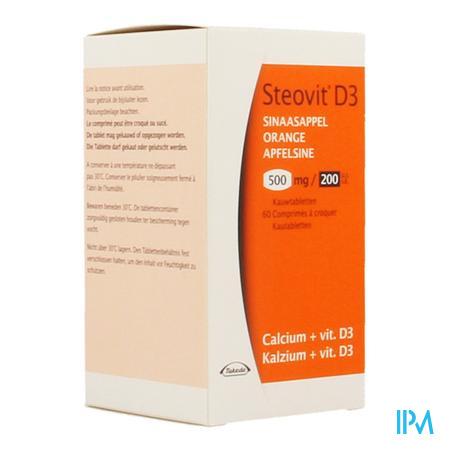 Lire la notice avant utilisation.
Voor gebruik de bijsluiter lezen.
Packungsbeilage beachten.
Le comprimé peut être croqué ou sucé.
De tablet mag gekauwd of opgezogen worden.
Die Tablette darf gekaut oder gelutscht werden.
A conserver à une température ne dépassant
pas 30°C. Conserver le pilulier soigneusement fermé à
l'abri de l'humidité.
Bewaren beneden 30°C. De tablettencontainer
zorgvuldig gesloten houden ter bescherming tegen
vocht.
Nicht über 30°C lagern. Den Tablettenbehältnis fest
verschlossen halten, um den Inhalt vor Feuchtigkeit zu
schützen.
Takeda
Steovit® D3
SINAASAPPEL
ORANGE
APFELSINE
500 mg / 200
Kauwtabletten
60 Comprimés à croquer
Kautabletten
Calcium + vit. D3
Kalzium + vit. D3
IPM